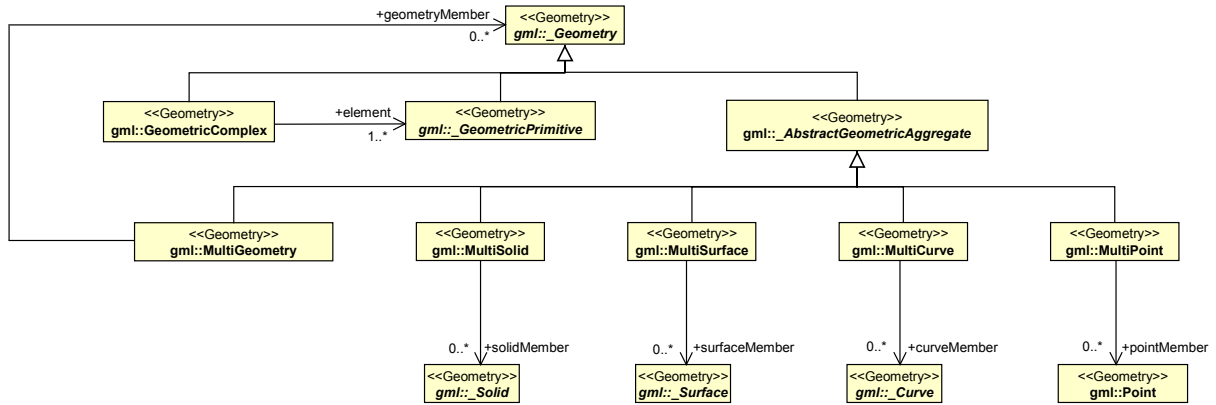 +geometryMember
0..*
<<Geometry>>
gml::_Geometry
<<Geometry>>
gml::GeometricComplex
+element
1..*
<<Geometry>>
gml::_GeometricPrimitive
<<Geometry>>
gml::_AbstractGeometricAggregate
<<Geometry>>
gml::MultiGeometry
<<Geometry>>
gml::MultiSolid
<<Geometry>>
gml::MultiSurface
<<Geometry>>
gml::MultiCurve
<<Geometry>>
gml::MultiPoint
0..* +solidMember
0..* +surfaceMember
0..* +curveMember
0..* +pointMember
<<Geometry>>
gml::_Solid
<<Geometry>>
gml::_Surface
<<Geometry>>
gml::_Curve
<<Geometry>>
gml::Point